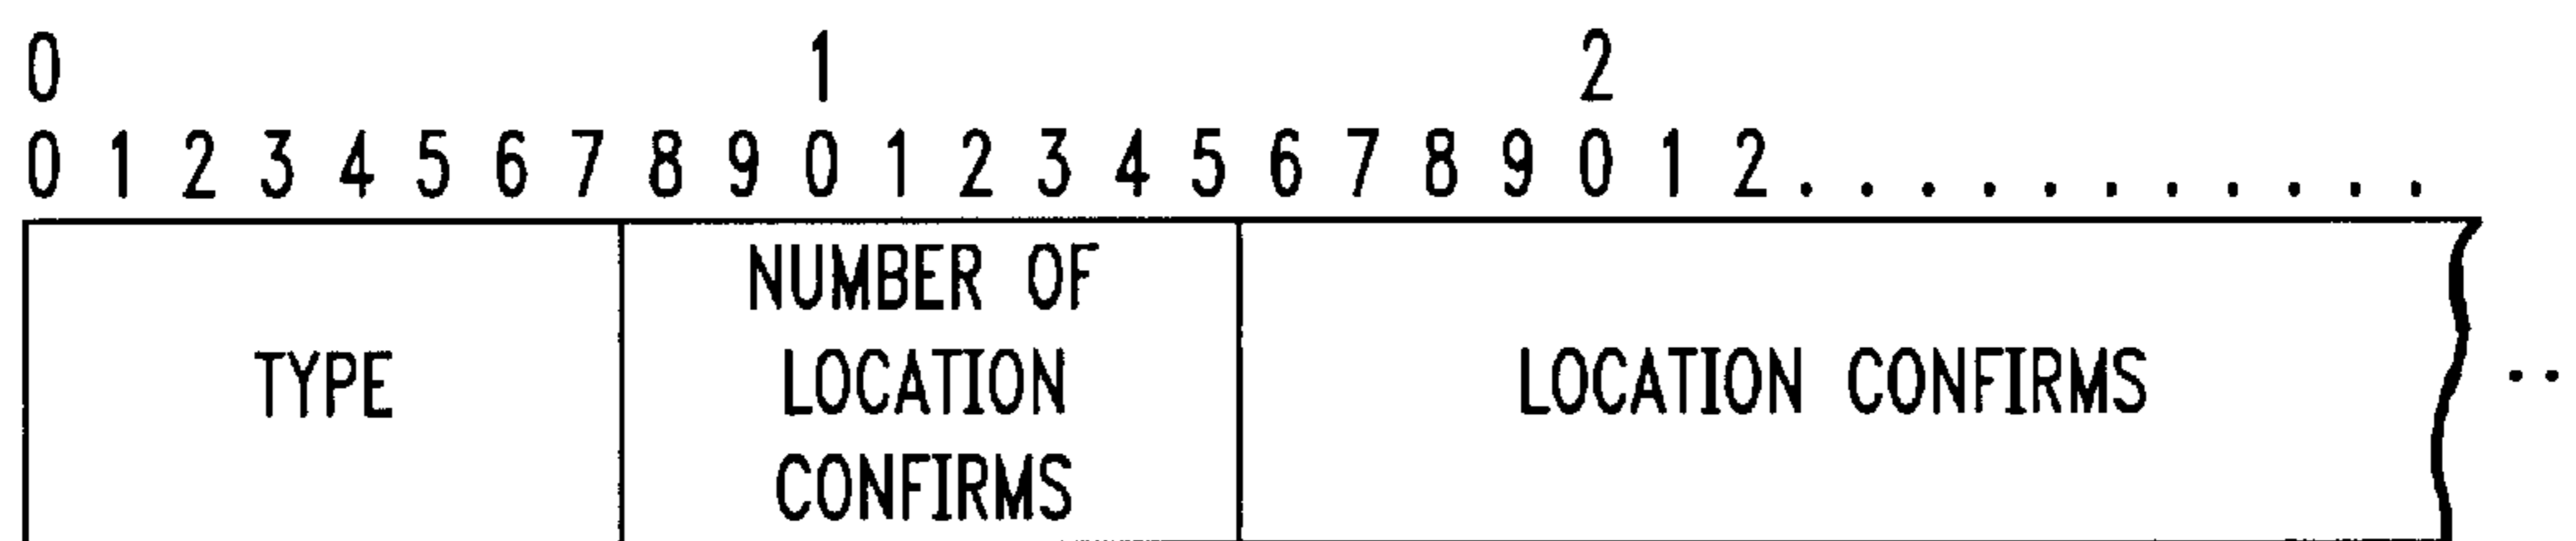 0 1 2
0 1 2 3 4 5 6 7 8 9 0 1 2 3 4 5 6 7 8 9 0 1 2 . . . . . . . . . . .
NUMBER OF
LOCATION
CONFIRMS
TYPE
LOCATION CONFIRMS
. .